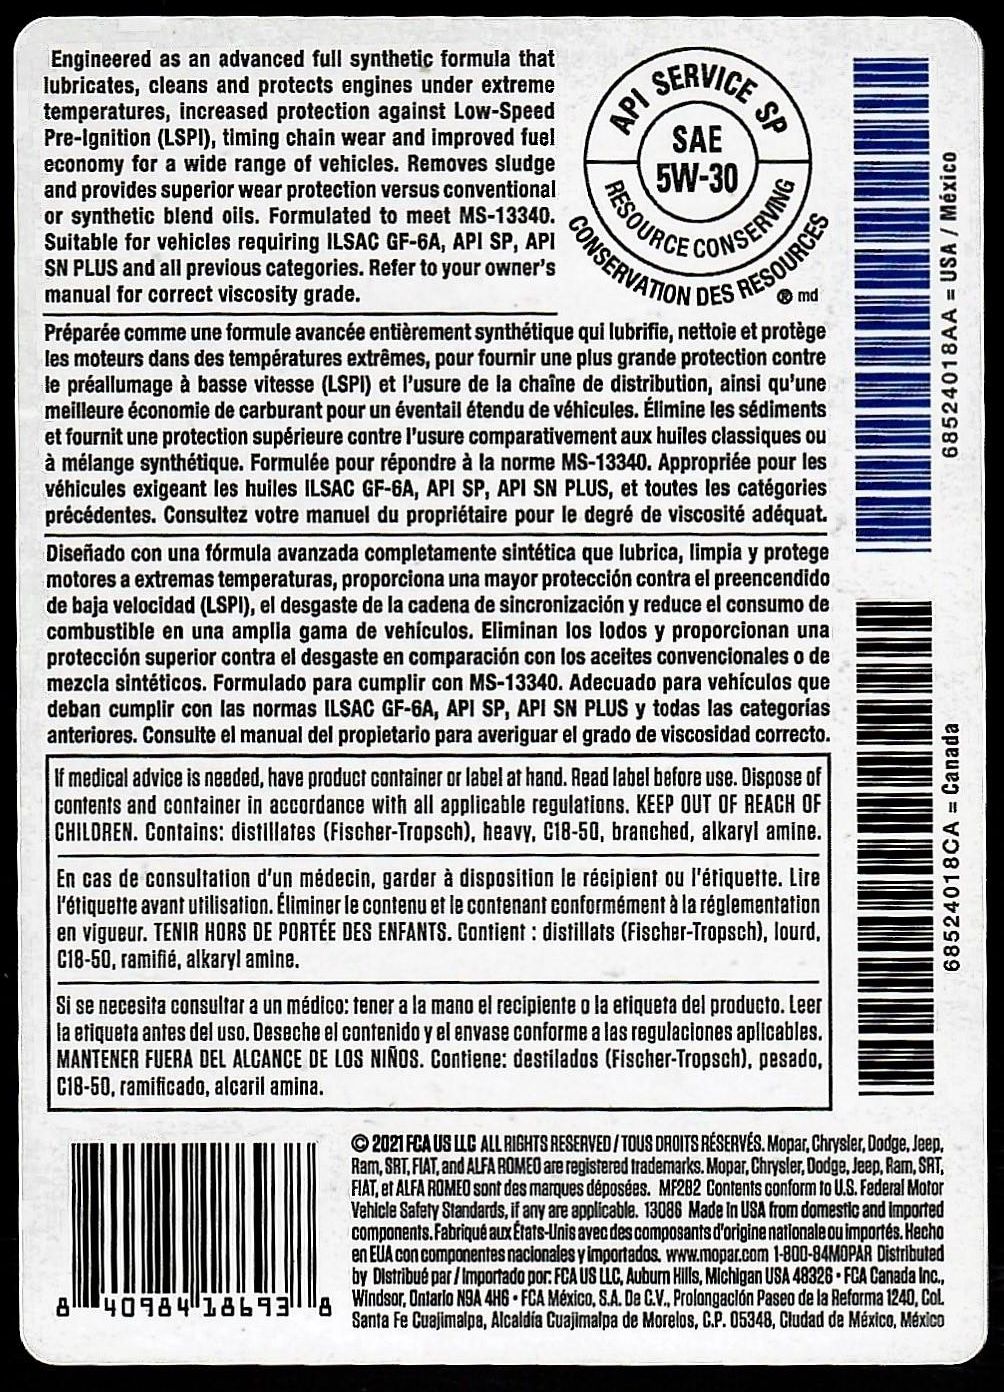 Engineered as an advanced full synthetic formula that
lubricates, cleans and protects engines under extreme
temperatures, increased protection against Low-Speed
Pre-Ignition (LSPI), timing chain wear and improved fuel
economy for a wide range of vehicles. Removes sludge
and provides superior wear protection versus conventional
or synthetic blend oils. Formulated to meet MS-13340.
Suitable for vehicles requiring ILSAC GF-6A, API SP, API
SN PLUS and all previous categories. Refer to your owner's
manual for correct viscosity grade.
API SERVICE SP
SAE
5W-30
RESOURCE CONSERVING
CONSERVATION DES RESOURCES
® md
Préparée comme une formule avancée entièrement synthétique qui lubrifie, nettoie et protège
les moteurs dans des températures extrêmes, pour fournir une plus grande protection contre
le préallumage à basse vitesse (LSPI) et l'usure de la chaîne de distribution, ainsi qu'une
meilleure économie de carburant pour un éventail étendu de véhicules. Élimine les sédiments
et fournit une protection supérieure contre l'usure comparativement aux huiles classiques ou
à mélange synthétique. Formulée pour répondre à la norme MS-13340. Appropriée pour les
véhicules exigeant les huiles ILSAC GF-6A, API SP, API SN PLUS, et toutes les catégories
précédentes. Consultez votre manuel du propriétaire pour le degré de viscosité adéquat.
Diseñado con una fórmula avanzada completamente sintética que lubrica, limpia y protege
motores a extremas temperaturas, proporciona una mayor protección contra el preencendido
de baja velocidad (LSPI), el desgaste de la cadena de sincronización y reduce el consumo de
combustible en una amplia gama de vehículos. Eliminan los lodos y proporcionan una
protección superior contra el desgaste en comparación con los aceites convencionales o de
mezcla sintéticos. Formulado para cumplir con MS-13340. Adecuado para vehículos que
deban cumplir con las normas ILSAC GF-6A, API SP, API SN PLUS y todas las categorías
anteriores. Consulte el manual del propietario para averiguar el grado de viscosidad correcto.
If medical advice is needed, have product container or label at hand. Read label before use. Dispose of
contents and container in accordance with all applicable regulations. KEEP OUT OF REACH OF
CHILDREN. Contains: distillates (Fischer-Tropsch), heavy, C18-50, branched, alkaryl amine.
En cas de consultation d'un médecin, garder à disposition le récipient ou l'étiquette. Lire
l'étiquette avant utilisation. Éliminer le contenu et le contenant conformément à la réglementation
en vigueur. TENIR HORS DE PORTÉE DES ENFANTS. Contient : distillats (Fischer-Tropsch), lourd,
C18-50, ramifié, alkaryl amine.
Si se necesita consultar a un médico: tener a la mano el recipiente o la etiqueta del producto. Leer
la etiqueta antes del uso. Deseche el contenido y el envase conforme a las regulaciones aplicables.
MANTENER FUERA DEL ALCANCE DE LOS NIÑOS. Contiene: destilados (Fischer-Tropsch), pesado,
C18-50, ramificado, alcaril amina.
68524018AA = USA / México
68524018CA = Canada
8 40984 18693 8
© 2021 FCA US LLC ALL RIGHTS RESERVED / TOUS DROITS RÉSERVÉS. Mopar, Chrysler, Dodge, Jeep,
Ram, SRT, FIAT, and ALFA ROMEO are registered trademarks. Mopar, Chrysler, Dodge, Jeep, Ram, SRT,
FIAT, et ALFA ROMEO sont des marques déposées. MF282 Contents conform to U.S. Federal Motor
Vehicle Safety Standards, if any are applicable. 13086 Made in USA from domestic and imported
components. Fabriqué aux États-Unis avec des composants d'origine nationale ou importés. Hecho
en EUA con componentes nacionales y importados. www.mopar.com 1-800-84MOPAR Distributed
by Distribué par / Importado por: FCA US LLC, Auburn Hills, Michigan USA 48326 • FCA Canada Inc.,
Windsor, Ontario N9A 4H6 • FCA México, S.A. De C.V., Prolongación Paseo de la Reforma 1240, Col.
Santa Fe Cuajimalpa, Alcaldía Cuajimalpa de Morelos, C.P. 05348, Ciudad de México, México